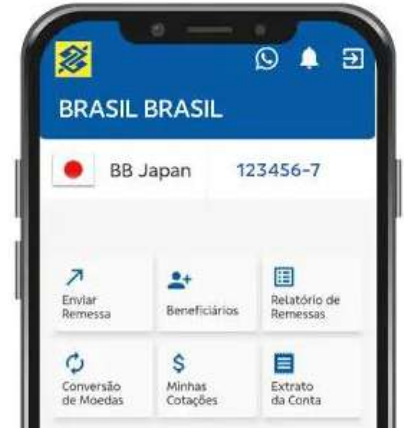 BRASIL BRASIL
BB Japan 123456-7
Enviar
Remessa
Beneficiários
Relatório de
Remessas
Conversão
de Moedas
Minhas
Cotações
Extrato
da Conta